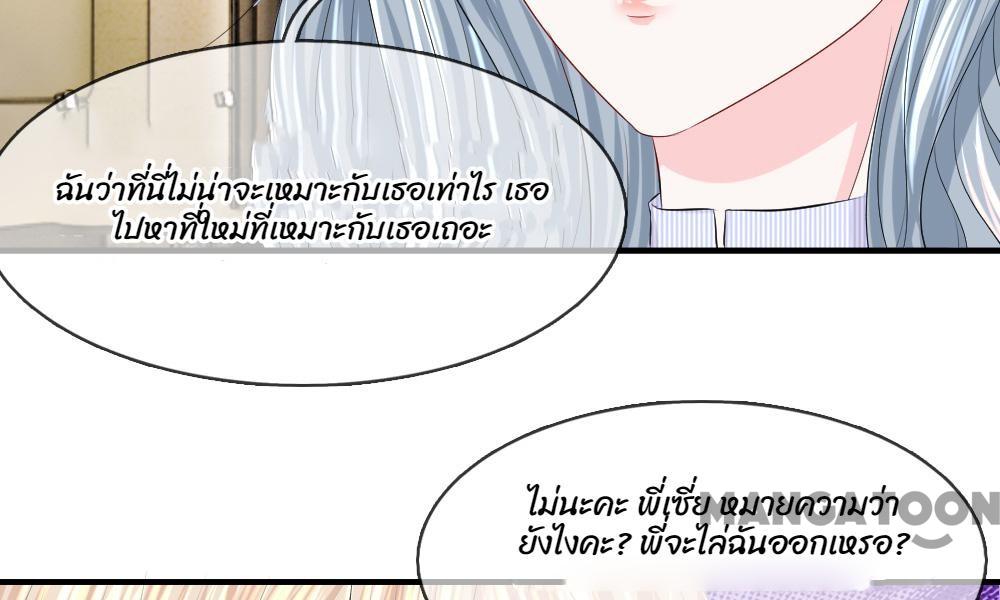 ฉันว่าที่นี่ไม่น่าจะเหมาะกับเธอเท่าไร เธอ
ไปหาที่ใหม่ที่เหมาะกับเธอเถอะ
ไม่นะคะ พี่เซี่ย หมายความว่า
ยังไงคะ? พี่จะไล่ฉันออกเหรอ?
MANGATOON